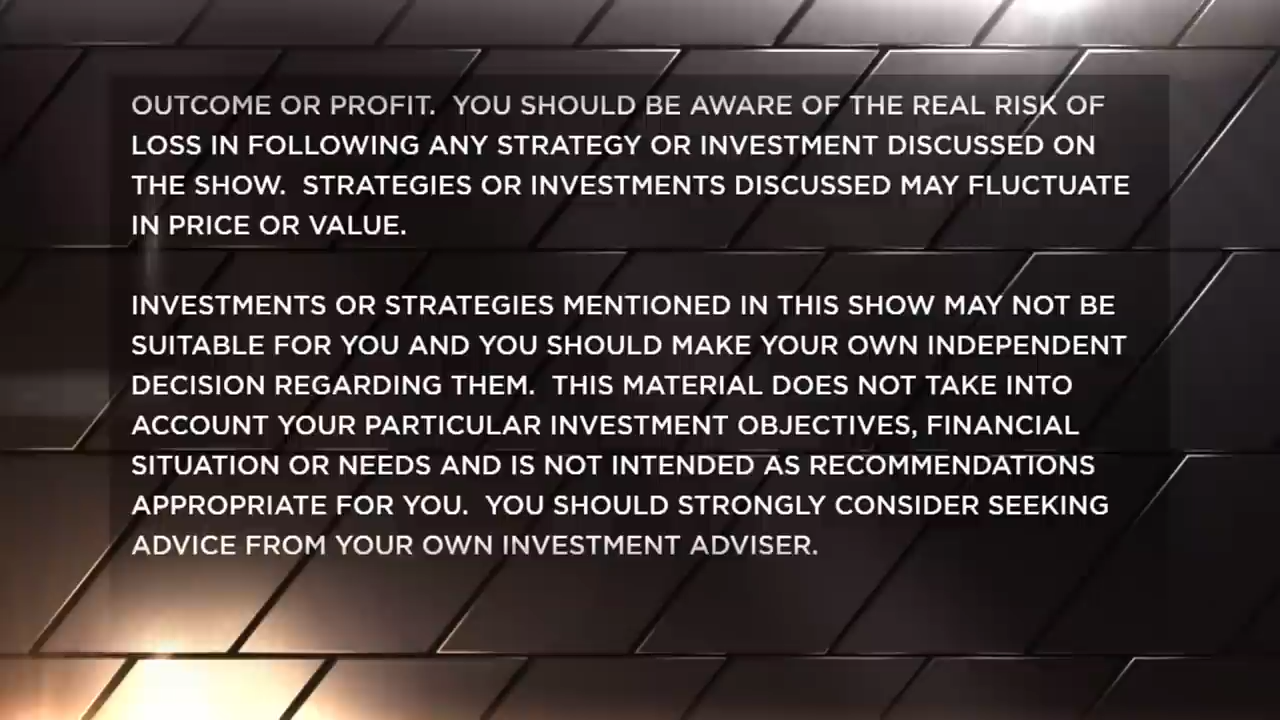 OUTCOME OR PROFIT.  YOU SHOULD BE AWARE OF THE REAL RISK OF
LOSS IN FOLLOWING ANY STRATEGY OR INVESTMENT DISCUSSED ON
THE SHOW.  STRATEGIES OR INVESTMENTS DISCUSSED MAY FLUCTUATE
IN PRICE OR VALUE.
INVESTMENTS OR STRATEGIES MENTIONED IN THIS SHOW MAY NOT BE
SUITABLE FOR YOU AND YOU SHOULD MAKE YOUR OWN INDEPENDENT
DECISION REGARDING THEM.  THIS MATERIAL DOES NOT TAKE INTO
ACCOUNT YOUR PARTICULAR INVESTMENT OBJECTIVES, FINANCIAL
SITUATION OR NEEDS AND IS NOT INTENDED AS RECOMMENDATIONS
APPROPRIATE FOR YOU.  YOU SHOULD STRONGLY CONSIDER SEEKING
ADVICE FROM YOUR OWN INVESTMENT ADVISER.